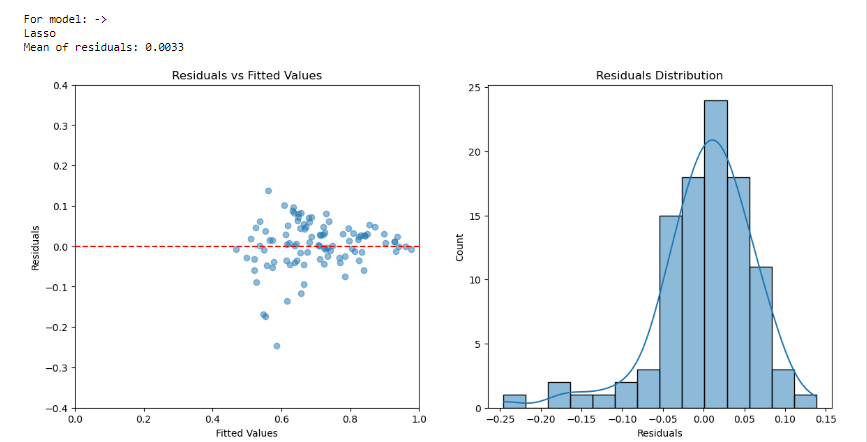 For model: ->
Lasso
Mean of residuals: 0.0033
Residuals vs Fitted Values
0.4
0.3
0.2
0.1
0.0
−0.1
−0.2
−0.3
−0.4
Residuals
0.0 0.2 0.4 0.6 0.8 1.0
Fitted Values
Residuals Distribution
25
20
15
10
5
0
Count
−0.25 −0.20 −0.15 −0.10 −0.05 0.00 0.05 0.10 0.15
Residuals